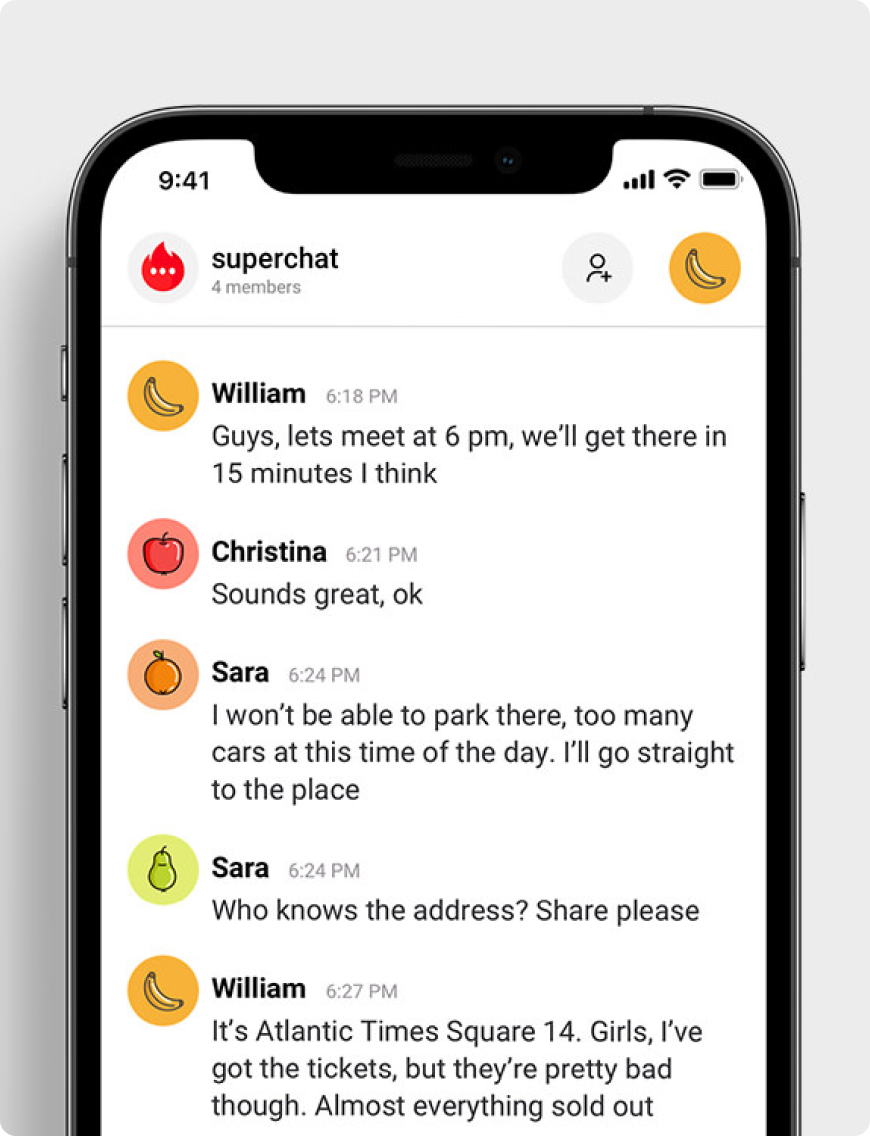 9:41
superchat
4 members
William 6:18 PM
Guys, lets meet at 6 pm, we’ll get there in
15 minutes I think
Christina 6:21 PM
Sounds great, ok
Sara 6:24 PM
I won’t be able to park there, too many
cars at this time of the day. I’ll go straight
to the place
Sara 6:24 PM
Who knows the address? Share please
William 6:27 PM
It’s Atlantic Times Square 14. Girls, I’ve
got the tickets, but they’re pretty bad
though. Almost everything sold out